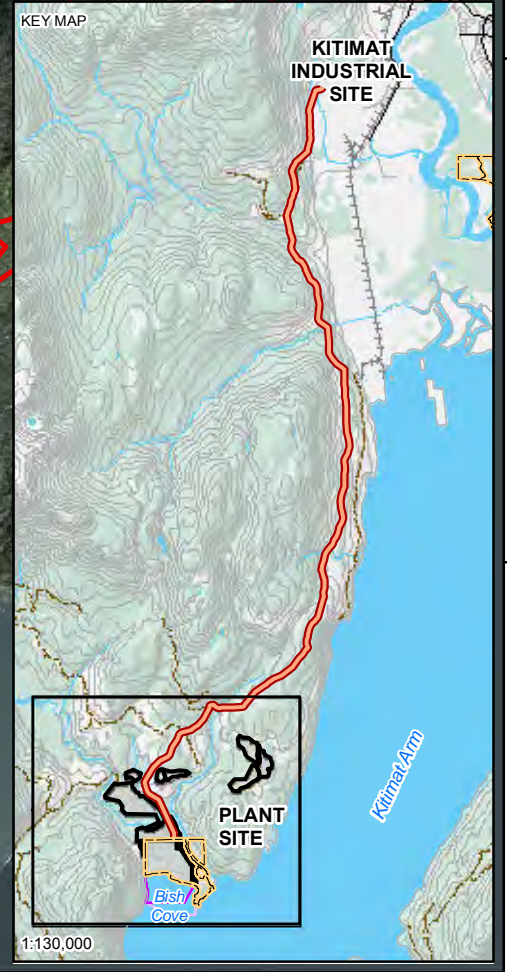 KEY MAP
KITIMAT
INDUSTRIAL
SITE
Kitimat Arm
PLANT
SITE
Bish
Cove
1:130,000